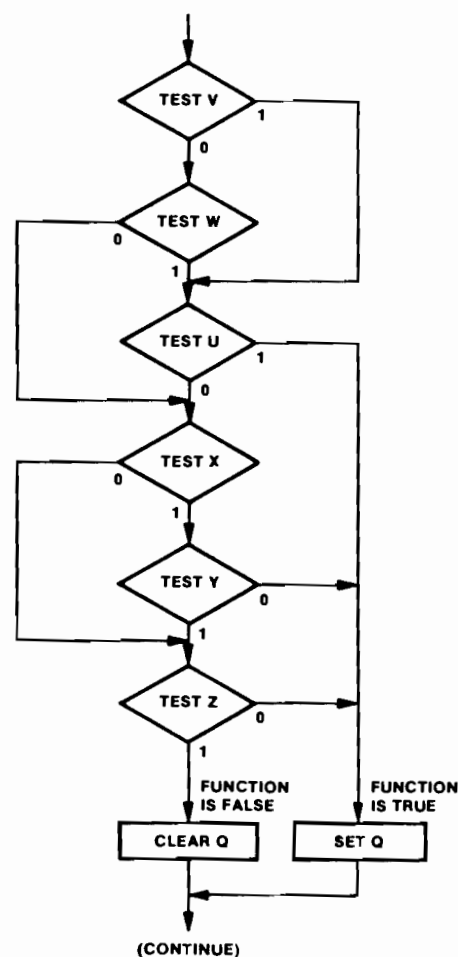 TEST V
1
0
TEST W
0
1
TEST U
1
0
TEST X
0
1
TEST Y
0
1
TEST Z
0
1
FUNCTION
IS FALSE
FUNCTION
IS TRUE
CLEAR Q
SET Q
(CONTINUE)